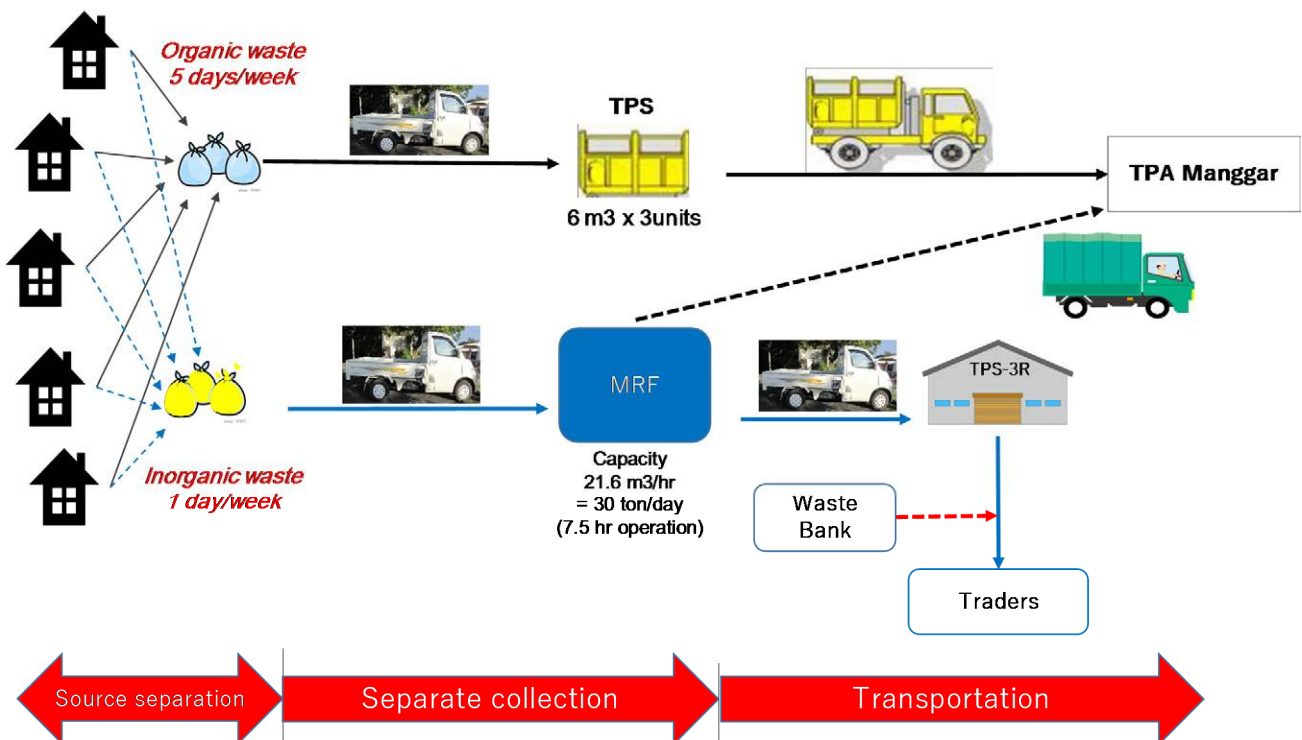 Organic waste
5 days/week
TPS
6 m3 x 3units
TPA Manggar
MRF
Capacity
21.6 m3/hr
= 30 ton/day
(7.5 hr operation)
TPS-3R
Inorganic waste
1 day/week
Waste
Bank
Traders
Source separation
Separate collection
Transportation